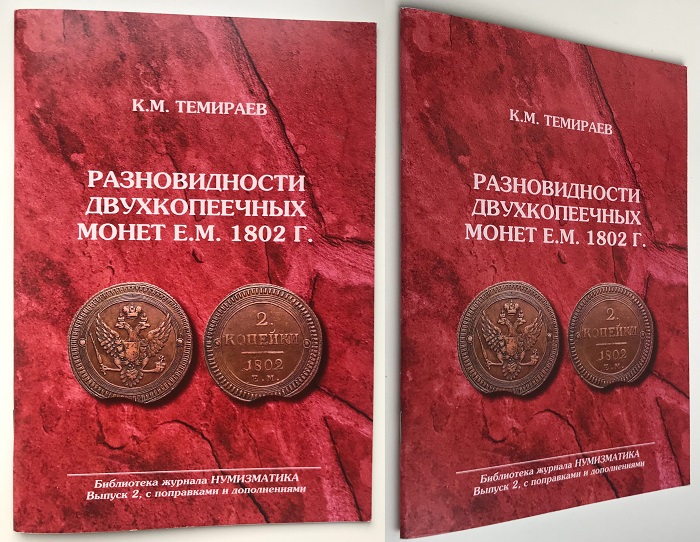 К.М. ТЕМИРАЕВ
РАЗНОВИДНОСТИ
ДВУХКОПЕЕЧНЫХ
МОНЕТ Е.М. 1802 Г.
2.
КОПЕЙКИ
1802
Е.М.
Библиотека журнала НУМИЗМАТИКА
Выпуск 2, с поправками и дополнениями
К.М. ТЕМИРАЕВ
РАЗНОВИДНОСТИ
ДВУХКОПЕЕЧНЫХ
МОНЕТ Е.М. 1802 Г.
2.
КОПЕЙКИ
1802
Е.М.
Библиотека журнала НУМИЗМАТИКА
Выпуск 2, с поправками и дополнениями